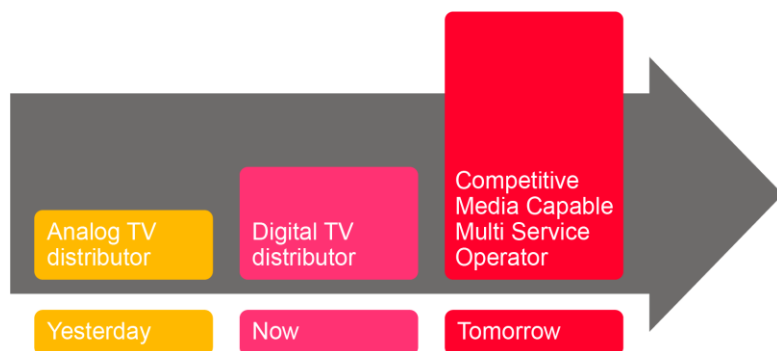 Analog TV
distributor
Digital TV
distributor
Competitive
Media Capable
Multi Service
Operator
Yesterday
Now
Tomorrow